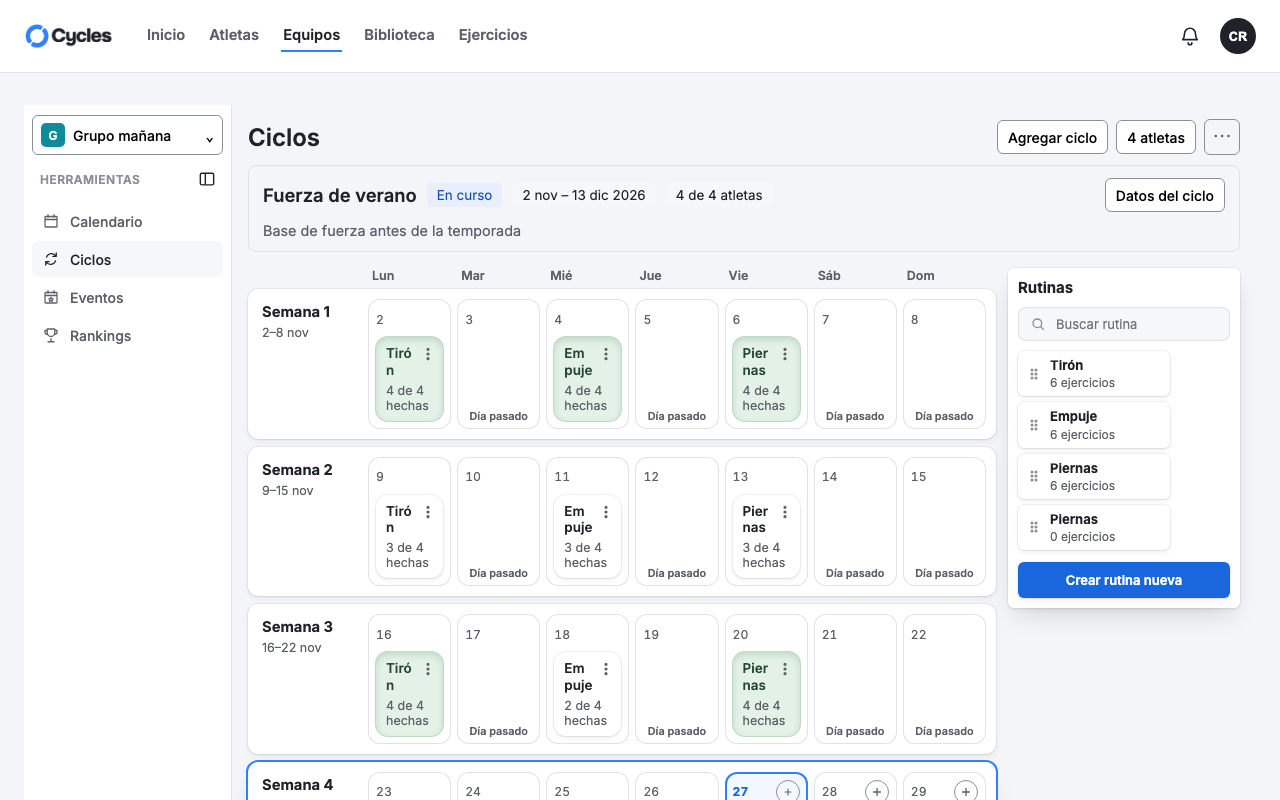 Cycles
Inicio
Atletas
Equipos
Biblioteca
Ejercicios
CR
G
Grupo mañana
HERRAMIENTAS
Calendario
Ciclos
Eventos
Rankings
Ciclos
Agregar ciclo
4 atletas
...
Fuerza de verano
En curso
2 nov – 13 dic 2026
4 de 4 atletas
Datos del ciclo
Base de fuerza antes de la temporada
Lun
Mar
Mié
Jue
Vie
Sáb
Dom
Semana 1
2–8 nov
2
Tiró
n
4 de 4
hechas
3
Día pasado
4
Em
puje
4 de 4
hechas
5
Día pasado
6
Pier
nas
4 de 4
hechas
7
Día pasado
8
Día pasado
Semana 2
9–15 nov
9
Tiró
n
3 de 4
hechas
10
Día pasado
11
Em
puje
3 de 4
hechas
12
Día pasado
13
Pier
nas
3 de 4
hechas
14
Día pasado
15
Día pasado
Semana 3
16–22 nov
16
Tiró
n
4 de 4
hechas
17
Día pasado
18
Em
puje
2 de 4
hechas
19
Día pasado
20
Pier
nas
4 de 4
hechas
21
Día pasado
22
Día pasado
Semana 4
23
24
25
26
27
+
28
+
29
+
Rutinas
Buscar rutina
Tirón
6 ejercicios
Empuje
6 ejercicios
Piernas
6 ejercicios
Piernas
0 ejercicios
Crear rutina nueva